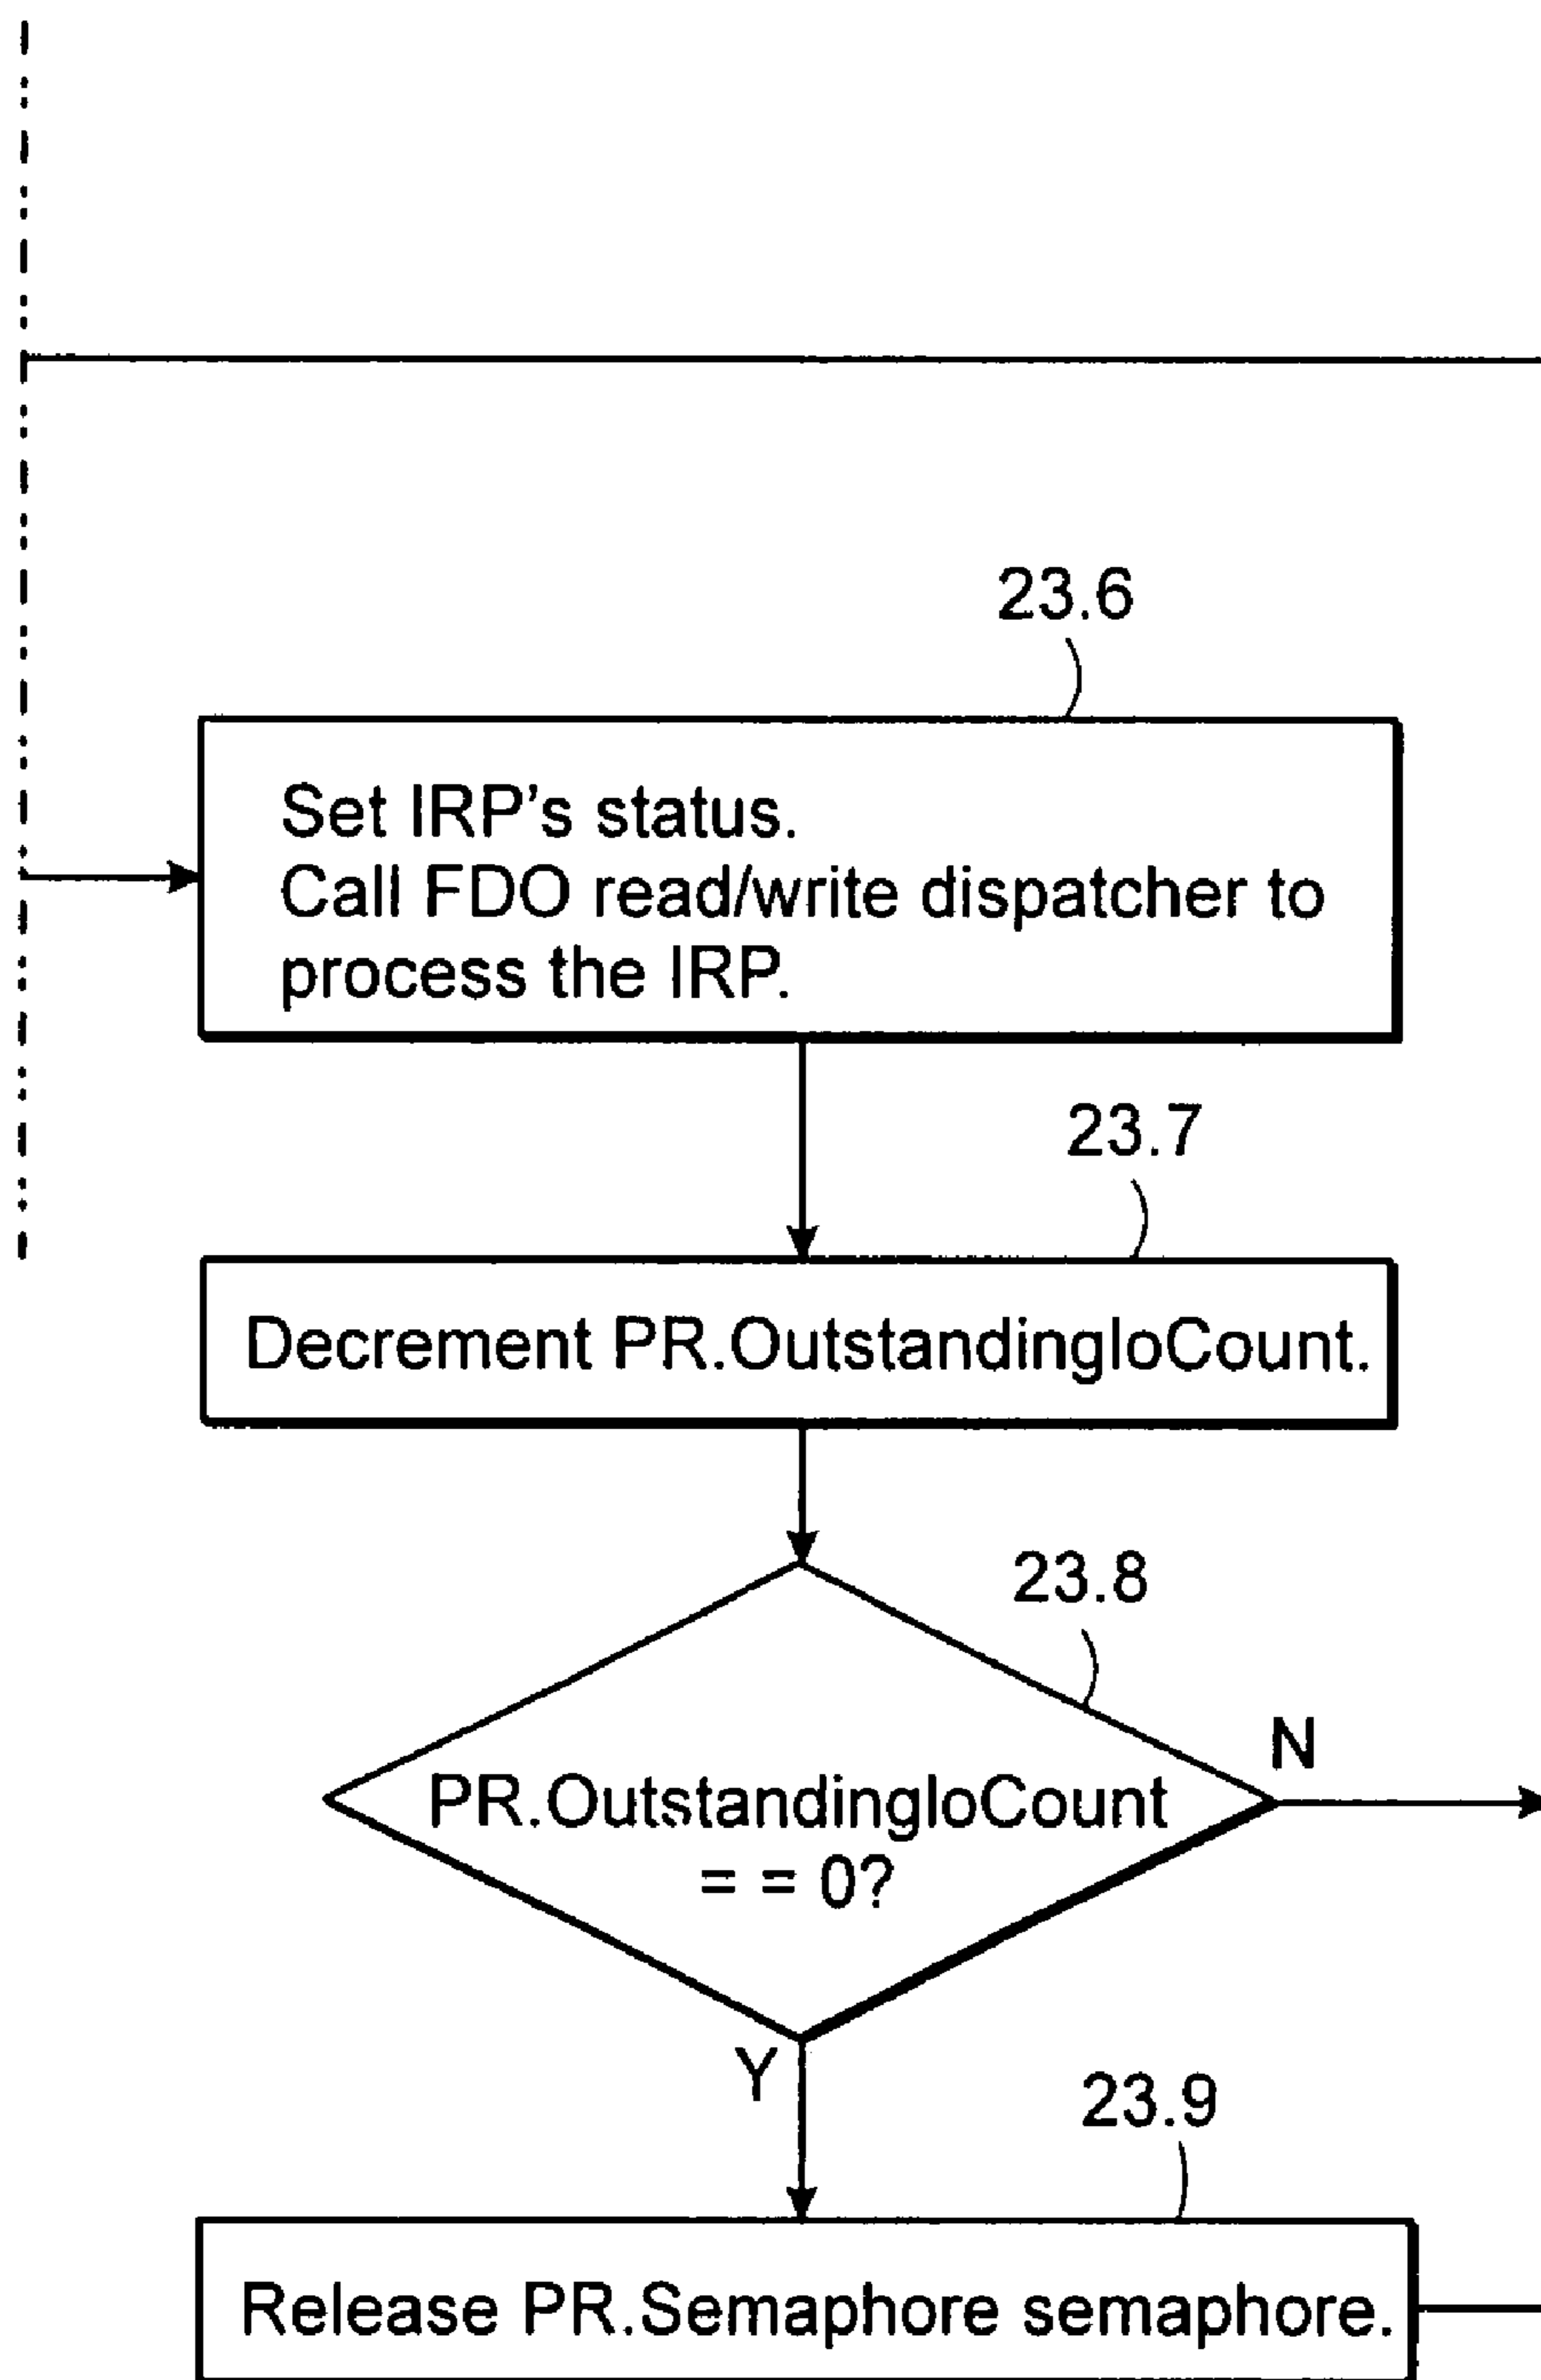 23.6
Set IRP's status.
Call FDO read/write dispatcher to
process the IRP.
23.7
Decrement PR.OutstandingIoCount.
23.8
N
PR.OutstandingIoCount
= = 0?
Y
23.9
Release PR.Semaphore semaphore.